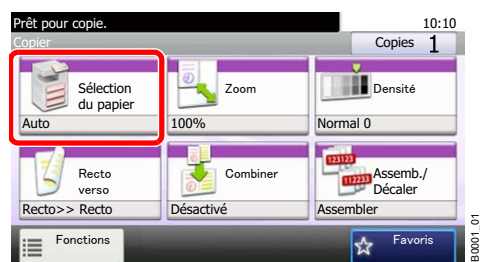 Prêt pour copie.
10:10
Copier
Copies 1
Sélection
du papier
Auto
Zoom
100%
Densité
Normal 0
Recto
verso
Recto>> Recto
Combiner
Désactivé
123123
112233
Assemb./
Décaler
Assembler
Fonctions
Favoris
B0001_01